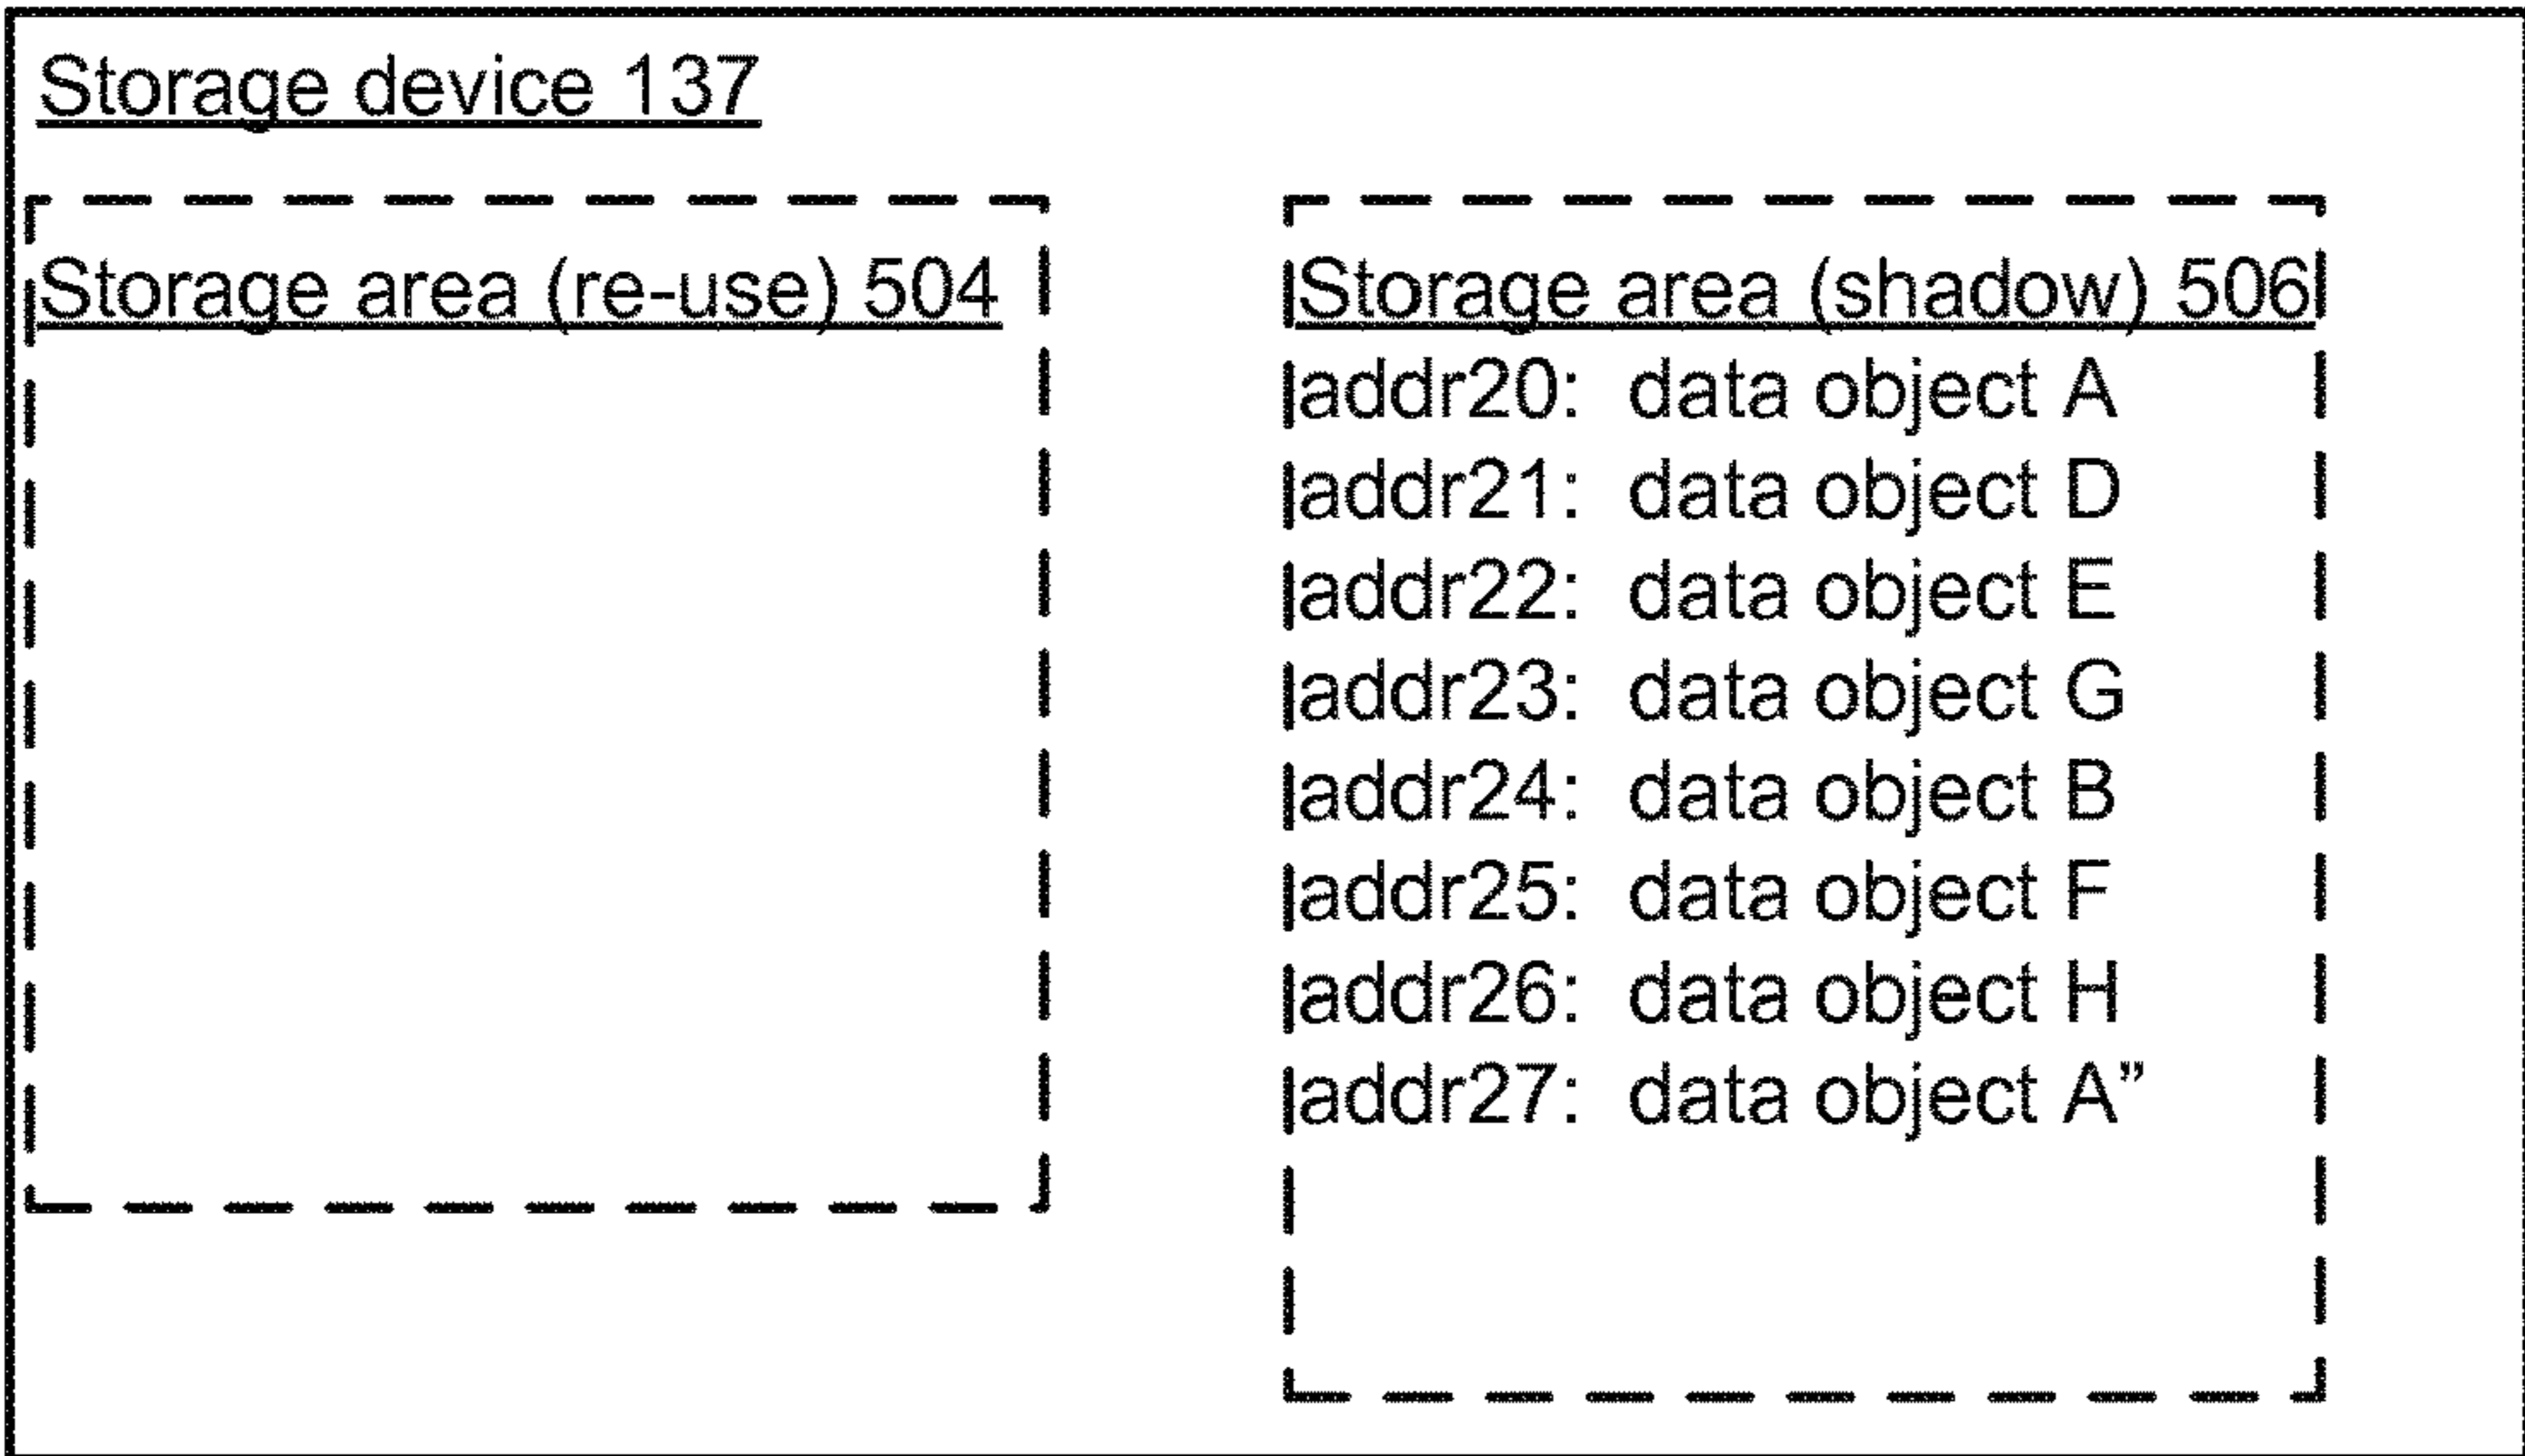 Storage device 137
Storage area (re-use) 504
Storage area (shadow) 506
addr20: data object A
addr21: data object D
addr22: data object E
addr23: data object G
addr24: data object B
addr25: data object F
addr26: data object H
addr27: data object A”